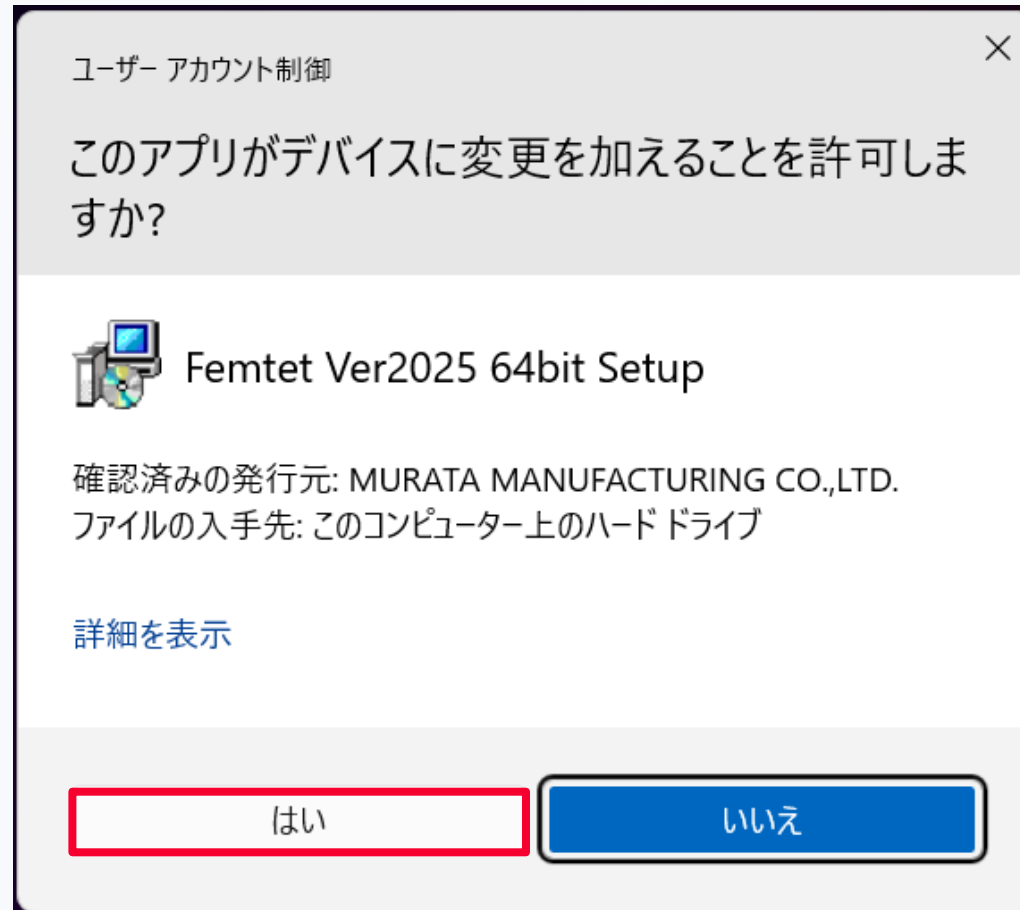 ユーザー アカウント制御
このアプリがデバイスに変更を加えることを許可しま
すか?
Femtet Ver2025 64bit Setup
確認済みの発行元: MURATA MANUFACTURING CO.,LTD.
ファイルの入手先: このコンピューター上のハード ドライブ
詳細を表示
はい
いいえ